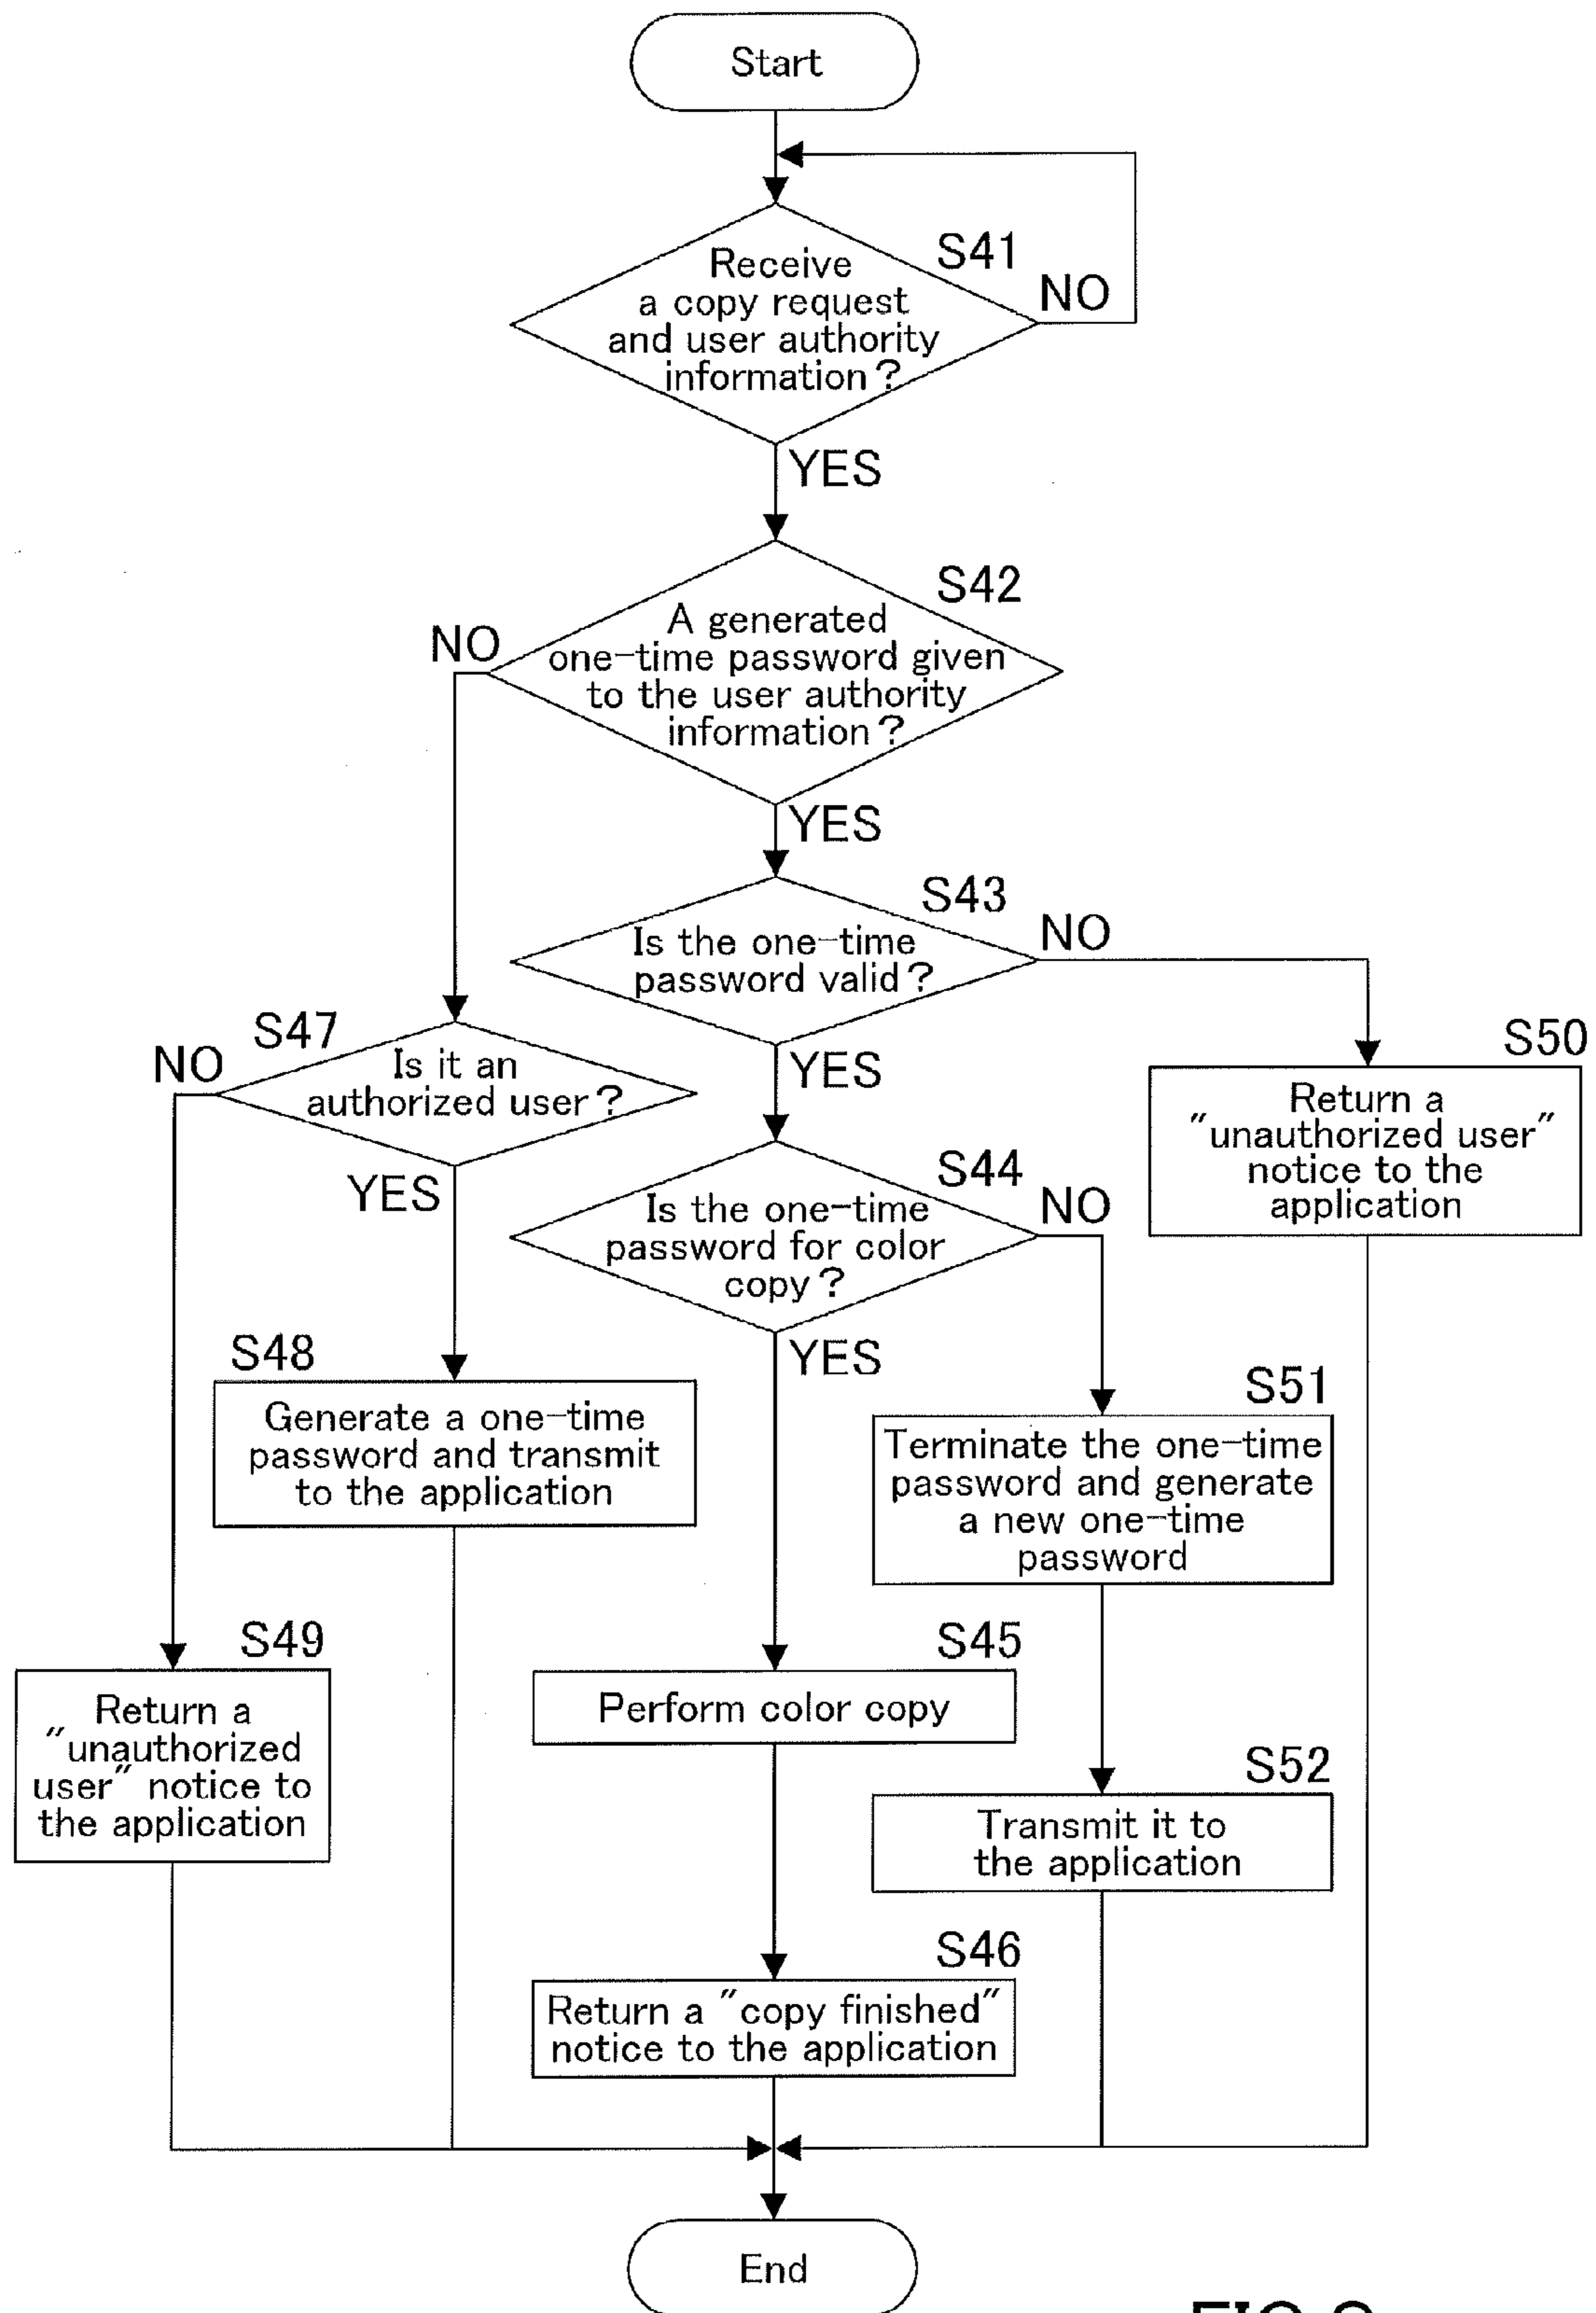 Start
S41
Receive
a copy request
and user authority
information?
NO
YES
S42
A generated
one-time password given
to the user authority
information?
NO
YES
S43
Is the one-time
password valid?
NO
YES
S47
Is it an
authorized user?
NO
YES
S50
Return a
"unauthorized user"
notice to the
application
S44
Is the one-time
password for color
copy?
NO
YES
S48
Generate a one-time
password and transmit
to the application
S51
Terminate the one-time
password and generate
a new one-time
password
S49
Return a
"unauthorized
user" notice to
the application
S45
Perform color copy
S52
Transmit it to
the application
S46
Return a "copy finished"
notice to the application
End